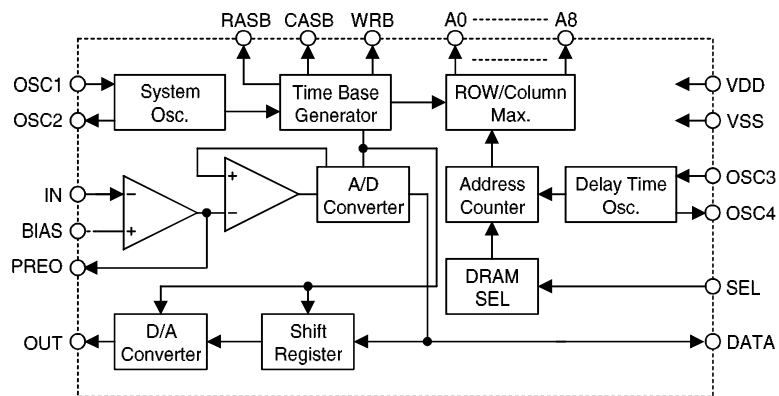 RASB CASB WRB A0 A8
OSC1
OSC2
System
Osc.
Time Base
Generator
ROW/Column
Max.
VDD
VSS
IN
BIAS
PREO
−
+
+
−
A/D
Converter
Address
Counter
Delay Time
Osc.
OSC3
OSC4
DRAM
SEL
SEL
OUT
D/A
Converter
Shift
Register
DATA